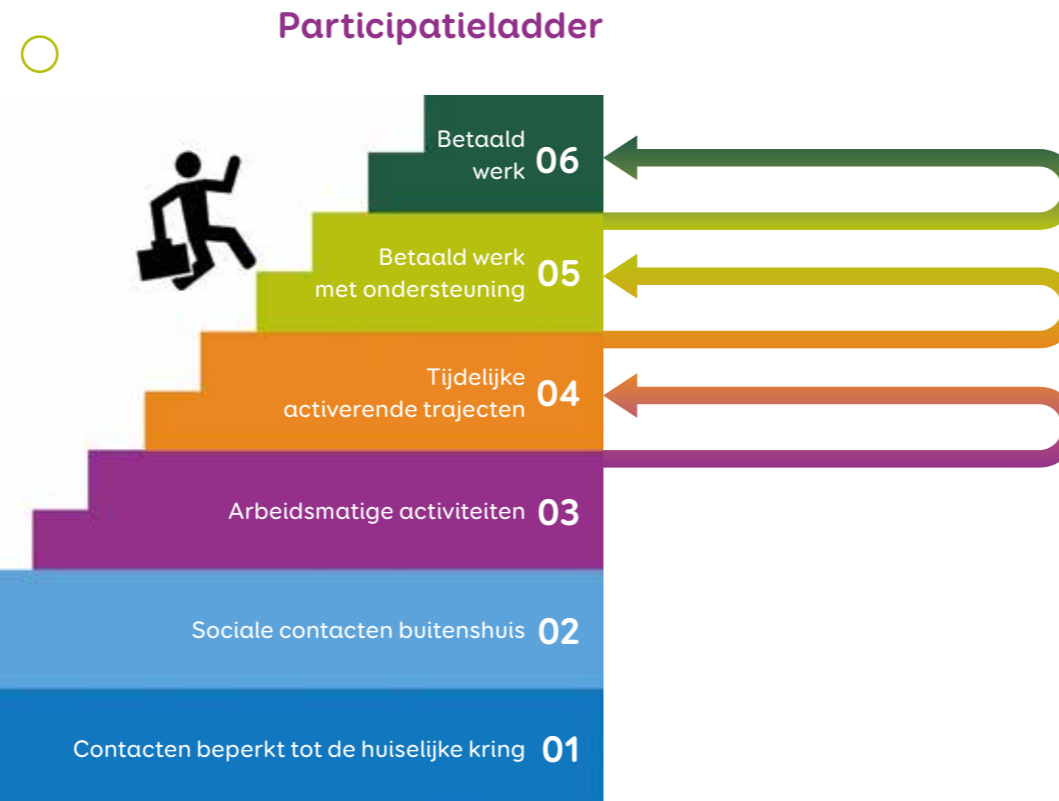 Participatieladder
Betaald
werk 06
Betaald werk
met ondersteuning 05
Tijdelijke
activerende trajecten 04
Arbeidsmatige activiteiten 03
Sociale contacten buitenshuis 02
Contacten beperkt tot de huiselijke kring 01